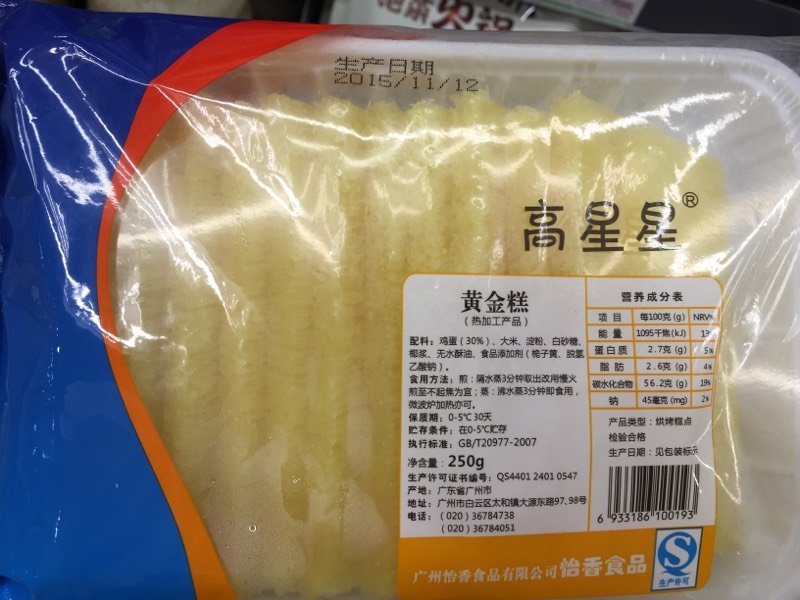 生产日期
2015/11/12
高星星®
黄金糕
(热加工产品)
配料：鸡蛋（30%）、大米、淀粉、白砂糖、
椰浆、无水酥油、食品添加剂（栀子黄、脱氢
乙酸钠）。
食用方法：煎：隔水蒸3分钟取出改用慢火
煎至不起焦为宜；蒸：沸水蒸3分钟即食用，
微波炉加热亦可。
保质期：0-5℃ 30天
贮存条件：在0-5℃贮存
执行标准：GB/T20977-2007
净含量：250g
生产许可证书编号：QS4401 2401 0547
产地：广东省广州市
地址：广州市白云区太和镇大源东路97,98号
电话：（020）36784738
（020）36784051
营养成分表
项目 每100克(g) NRV%
能量 1095千焦(kJ)
蛋白质 2.7克(g) 5%
脂肪 2.6克(g) 4%
碳水化合物 56.2克(g) 19%
钠 45毫克(mg) 2%
产品类型：烘烤糕点
检验合格
生产日期：见包装标示
6 933186 100193
QS
生产许可
广州怡香食品有限公司 怡香食品